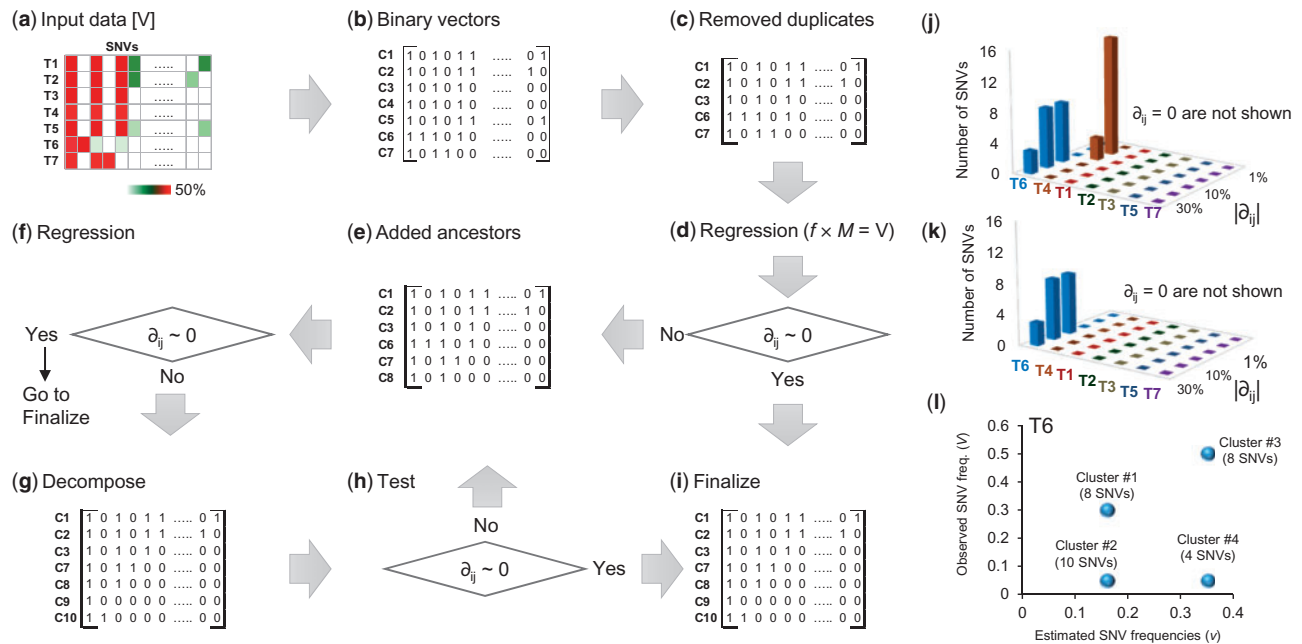 (a) Input data [V]
SNVs
T1 .....
T2 .....
T3 .....
T4 .....
T5 .....
T6 .....
T7 .....
50%
(b) Binary vectors
C1 1 0 1 0 1 1 ..... 0 1
C2 1 0 1 0 1 1 ..... 1 0
C3 1 0 1 0 1 0 ..... 0 0
C4 1 0 1 0 1 0 ..... 0 0
C5 1 0 1 0 1 1 ..... 0 1
C6 1 1 1 0 1 0 ..... 0 0
C7 1 0 1 1 0 0 ..... 0 0
(c) Removed duplicates
C1 1 0 1 0 1 1 ..... 0 1
C2 1 0 1 0 1 1 ..... 1 0
C3 1 0 1 0 1 0 ..... 0 0
C6 1 1 1 0 1 0 ..... 0 0
C7 1 0 1 1 0 0 ..... 0 0
(f) Regression
∂ij ~ 0
Yes
No
Go to
Finalize
(e) Added ancestors
C1 1 0 1 0 1 1 ..... 0 1
C2 1 0 1 0 1 1 ..... 1 0
C3 1 0 1 0 1 0 ..... 0 0
C6 1 1 1 0 1 0 ..... 0 0
C7 1 0 1 1 0 0 ..... 0 0
C8 1 0 1 0 0 0 ..... 0 0
(d) Regression (f × M = V)
No
∂ij ~ 0
Yes
(g) Decompose
C1 1 0 1 0 1 1 ..... 0 1
C2 1 0 1 0 1 1 ..... 1 0
C3 1 0 1 0 1 0 ..... 0 0
C7 1 0 1 1 0 0 ..... 0 0
C8 1 0 1 0 0 0 ..... 0 0
C9 1 0 0 0 0 0 ..... 0 0
C10 1 1 0 0 0 0 ..... 0 0
(h) Test
No
∂ij ~ 0
Yes
(i) Finalize
C1 1 0 1 0 1 1 ..... 0 1
C2 1 0 1 0 1 1 ..... 1 0
C3 1 0 1 0 1 0 ..... 0 0
C7 1 0 1 1 0 0 ..... 0 0
C8 1 0 1 0 0 0 ..... 0 0
C9 1 0 0 0 0 0 ..... 0 0
C10 1 1 0 0 0 0 ..... 0 0
(j)
Number of SNVs
16
12
8
4
0
∂ij = 0 are not shown
T6 T4 T1 T2 T3 T5 T7
30% 10% 1%
|∂ij|
(k)
Number of SNVs
16
12
8
4
0
∂ij = 0 are not shown
T6 T4 T1 T2 T3 T5 T7
30% 10% 1%
|∂ij|
(l)
T6
Observed SNV freq. (V)
0.6
0.5
0.4
0.3
0.2
0.1
0
Cluster #3
(8 SNVs)
Cluster #1
(8 SNVs)
Cluster #2
(10 SNVs)
Cluster #4
(4 SNVs)
0 0.1 0.2 0.3 0.4
Estimated SNV frequencies (v)